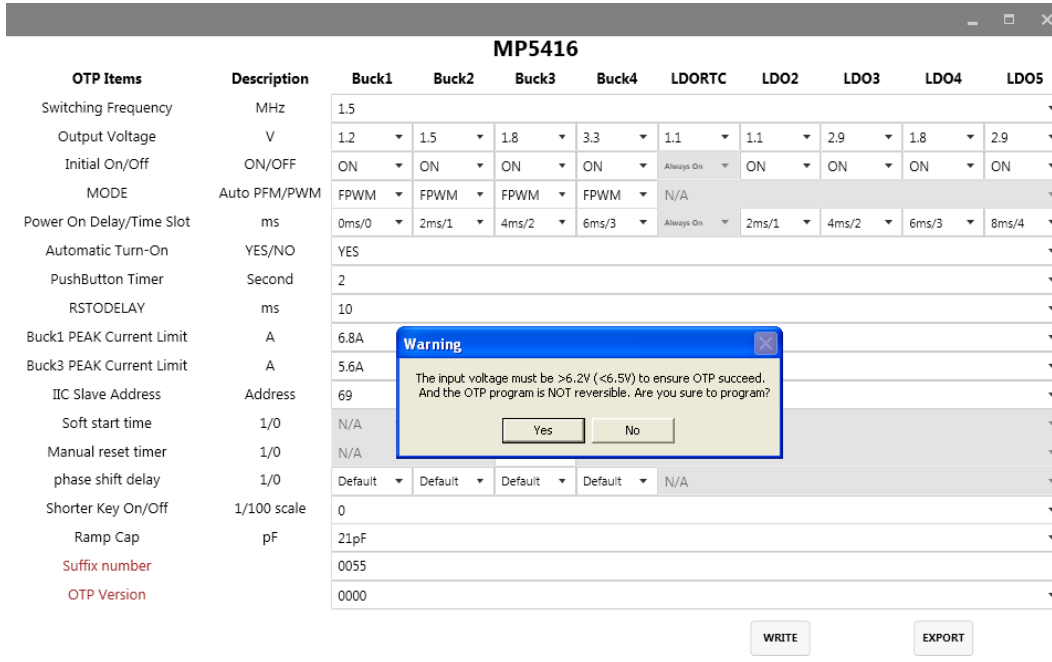 MP5416
OTP Items Description Buck1 Buck2 Buck3 Buck4 LDORTC LDO2 LDO3 LDO4 LDO5
Switching Frequency MHz 1.5
Output Voltage V 1.2 1.5 1.8 3.3 1.1 1.1 2.9 1.8 2.9
Initial On/Off ON/OFF ON ON ON ON Always On ON ON ON ON
MODE Auto PFM/PWM FPWM FPWM FPWM FPWM N/A
Power On Delay/Time Slot ms 0ms/0 2ms/1 4ms/2 6ms/3 Always On 2ms/1 4ms/2 6ms/3 8ms/4
Automatic Turn-On YES/NO YES
PushButton Timer Second 2
RSTODELAY ms 10
Buck1 PEAK Current Limit A 6.8A
Buck3 PEAK Current Limit A 5.6A
IIC Slave Address Address 69
Soft start time 1/0 N/A
Manual reset timer 1/0 N/A
phase shift delay 1/0 Default Default Default Default N/A
Shorter Key On/Off 1/100 scale 0
Ramp Cap pF 21pF
Suffix number 0055
OTP Version 0000
Warning
The input voltage must be >6.2V (<6.5V) to ensure OTP succeed.
And the OTP program is NOT reversible. Are you sure to program?
Yes No
WRITE EXPORT